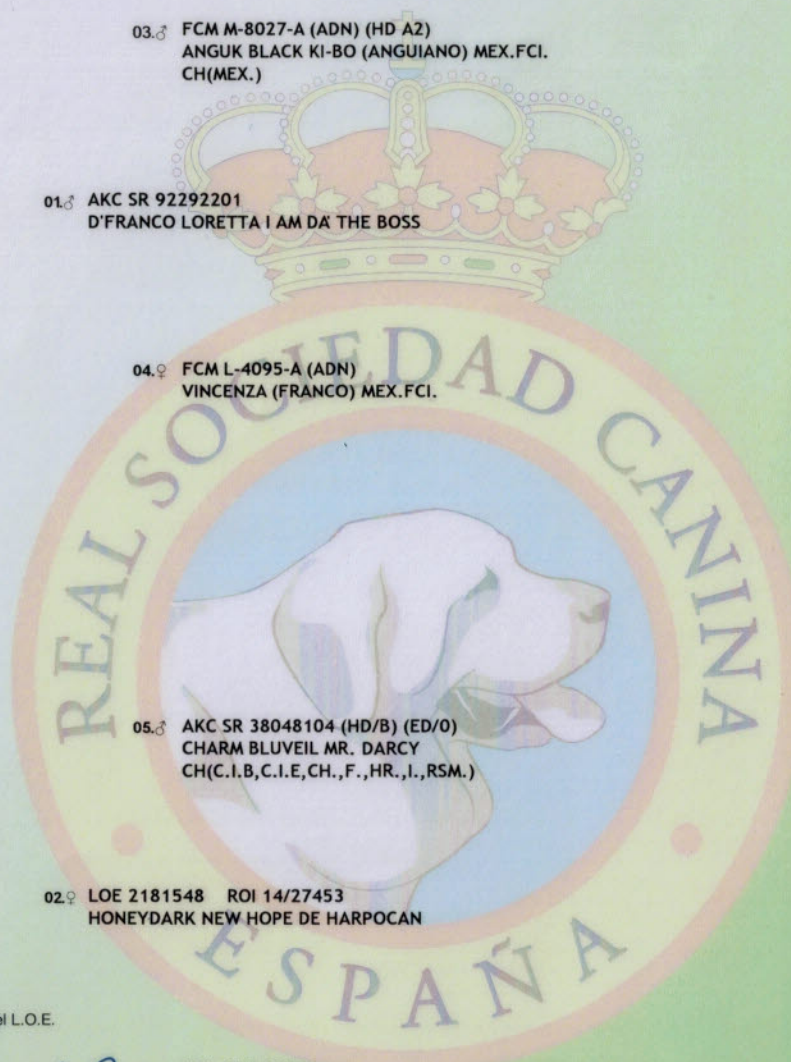 03.♂ FCM M-8027-A (ADN) (HD A2)
ANGUK BLACK KI-BO (ANGUIANO) MEX.FCI.
CH(MEX.)
01.♂ AKC SR 92292201
D'FRANCO LORETTA I AM DA' THE BOSS
04.♀ FCM L-4095-A (ADN)
VINCENZA (FRANCO) MEX.FCI.
REAL SOCIEDAD CANINA
05.♂ AKC SR 38048104 (HD/B) (ED/0)
CHARM BLUVEIL MR. DARCY
CH(C.I.B,C.I.E,CH.,F.,HR.,I.,RSM.)
02.♀ LOE 2181548 ROI 14/27453
HONEYDARK NEW HOPE DE HARPOCAN
ESPAÑA
el L.O.E.